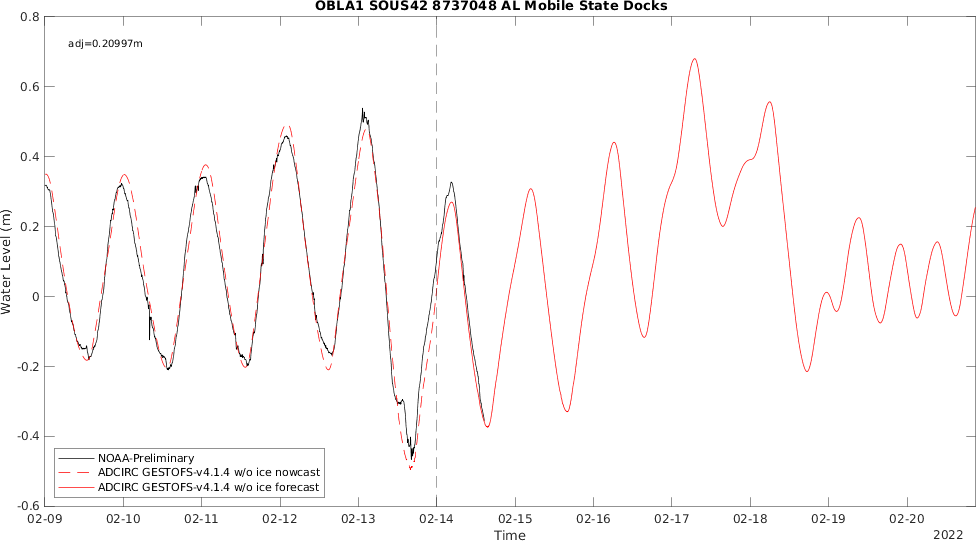 OBLA1 SOUS42 8737048 AL Mobile State Docks
adj=0.20997m
0.8
0.6
0.4
0.2
0
-0.2
-0.4
-0.6
Water Level (m)
NOAA-Preliminary
ADCIRC GESTOFS-v4.1.4 w/o ice nowcast
ADCIRC GESTOFS-v4.1.4 w/o ice forecast
02-09 02-10 02-11 02-12 02-13 02-14 02-15 02-16 02-17 02-18 02-19 02-20
Time
2022